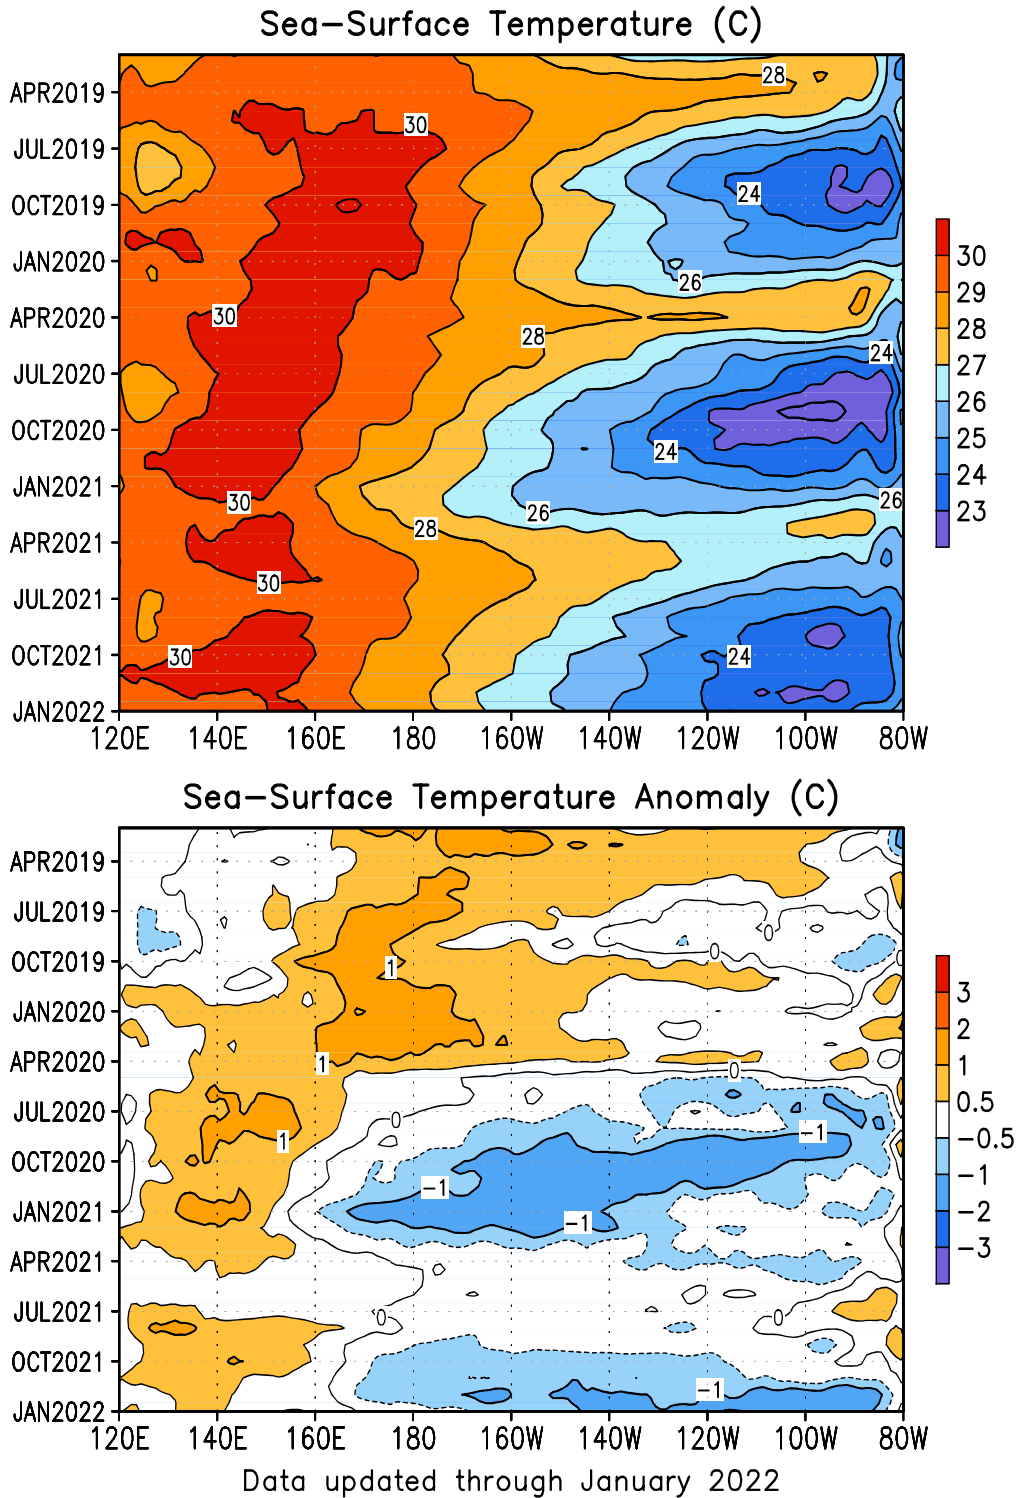 Sea-Surface Temperature (C)
APR2019
JUL2019
OCT2019
JAN2020
APR2020
JUL2020
OCT2020
JAN2021
APR2021
JUL2021
OCT2021
JAN2022
28
30
24
26
30
28
24
24
30
26
26
28
30
30
24
120E 140E 160E 180 160W 140W 120W 100W 80W
30
29
28
27
26
25
24
23
Sea-Surface Temperature Anomaly (C)
APR2019
JUL2019
OCT2019
JAN2020
APR2020
JUL2020
OCT2020
JAN2021
APR2021
JUL2021
OCT2021
JAN2022
0
0
0
1
1
0
0
1
-1
-1
-1
0
0
-1
120E 140E 160E 180 160W 140W 120W 100W 80W
3
2
1
0.5
-0.5
-1
-2
-3
Data updated through January 2022